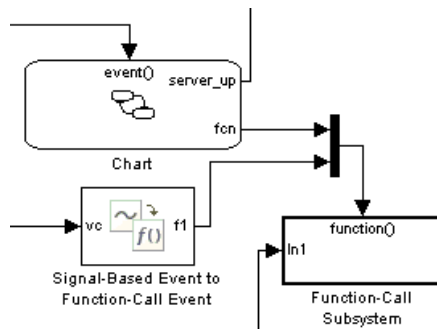 event()
server_up
fcn
Chart
vc
f()
f1
Signal-Based Event to
Function-Call Event
function()
In1
Function-Call
Subsystem